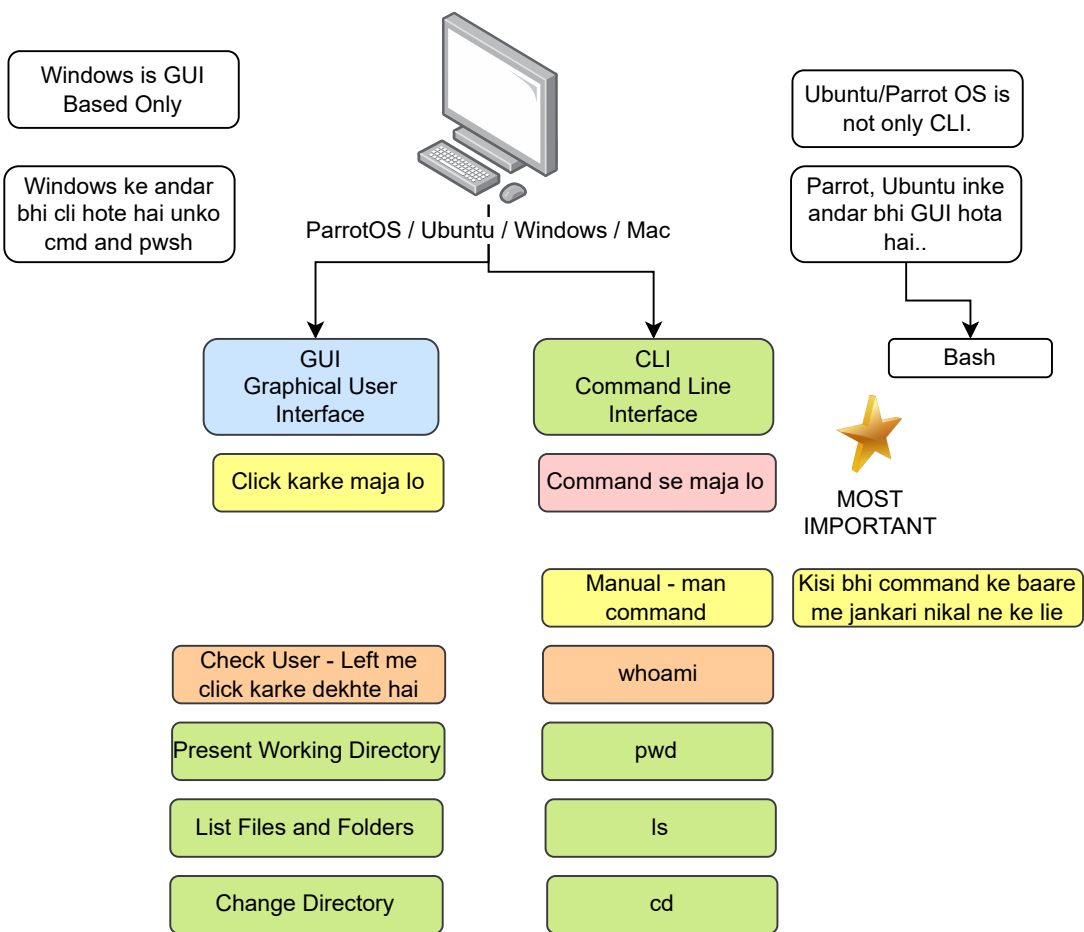 Windows is GUI
Based Only
Windows ke andar
bhi cli hote hai unko
cmd and pwsh
ParrotOS / Ubuntu / Windows / Mac
Ubuntu/Parrot OS is
not only CLI.
Parrot, Ubuntu inke
andar bhi GUI hota
hai..
GUI
Graphical User
Interface
CLI
Command Line
Interface
Bash
Click karke maja lo
Command se maja lo
MOST
IMPORTANT
Manual - man
command
Kisi bhi command ke baare
me jankari nikal ne ke lie
Check User - Left me
click karke dekhte hai
whoami
Present Working Directory
pwd
List Files and Folders
ls
Change Directory
cd